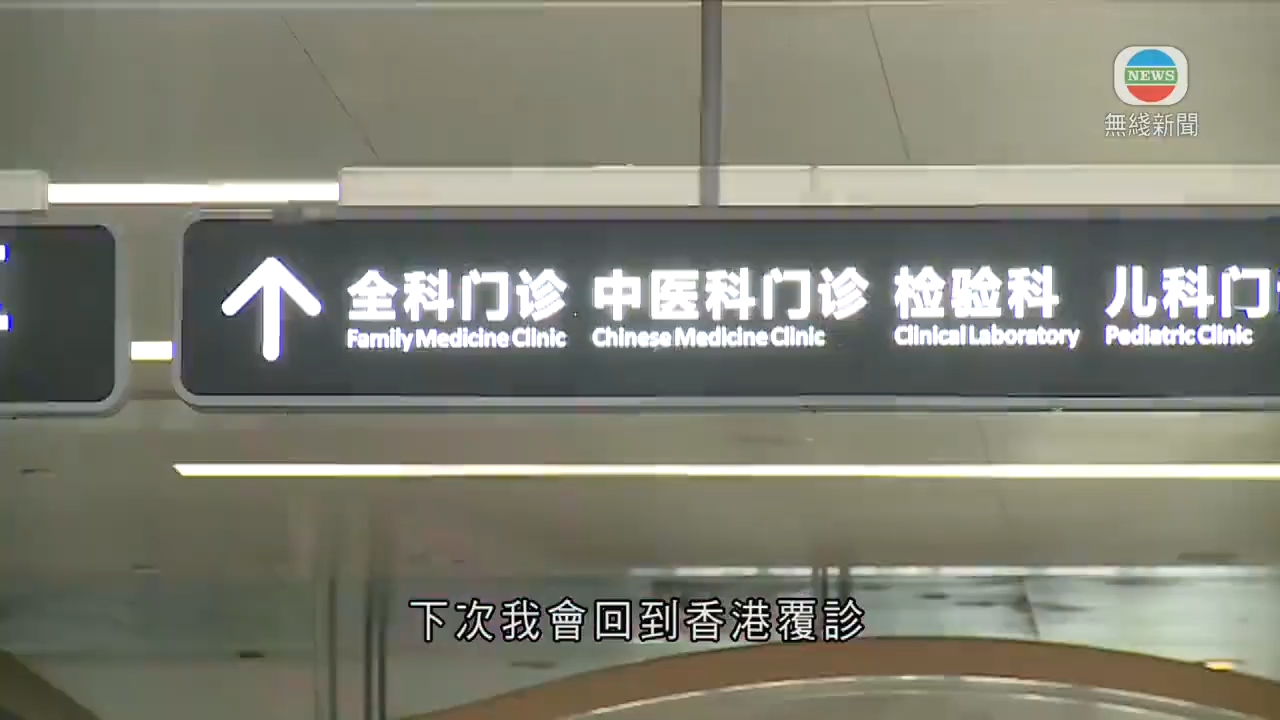 NEWS
無綫新聞
全科门诊 中医科门诊 检验科 儿科门
Family Medicine Clinic Chinese Medicine Clinic Clinical Laboratory Pediatric Clinic
下次我會回到香港覆診